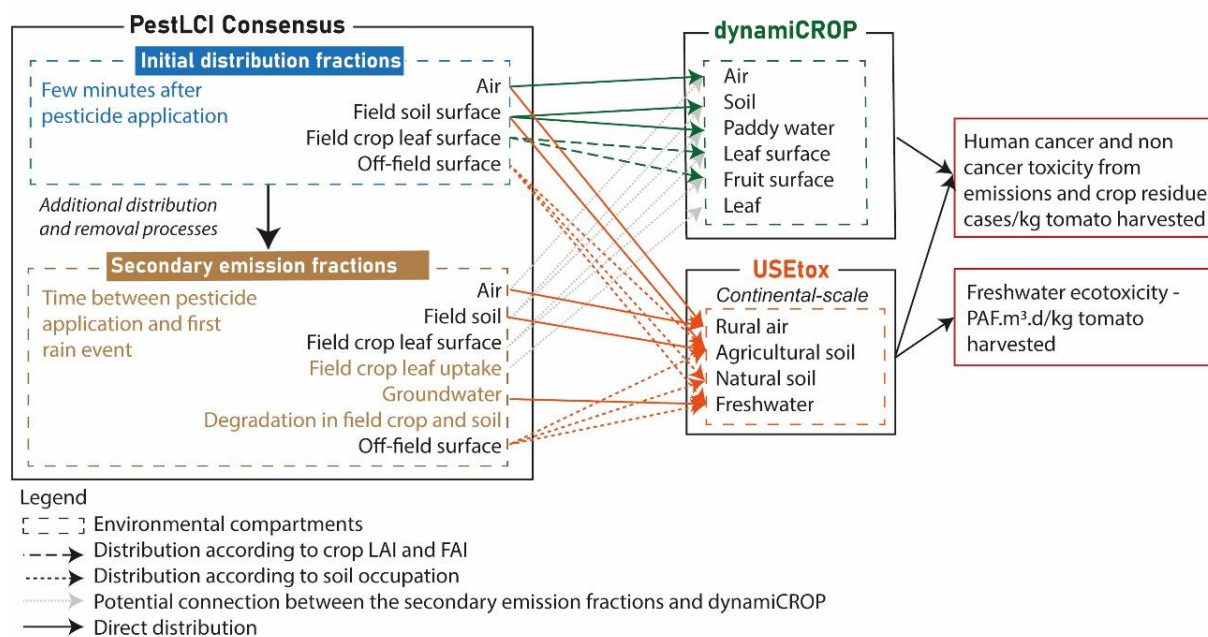 PestLCI Consensus
Initial distribution fractions
Few minutes after
pesticide application
Air
Field soil surface
Field crop leaf surface
Off-field surface
Additional distribution
and removal processes
Secondary emission fractions
Time between pesticide
application and first
rain event
Air
Field soil
Field crop leaf surface
Field crop leaf uptake
Groundwater
Degradation in field crop and soil
Off-field surface
dynamiCROP
Air
Soil
Paddy water
Leaf surface
Fruit surface
Leaf
USEtox
Continental-scale
Rural air
Agricultural soil
Natural soil
Freshwater
Human cancer and non
cancer toxicity from
emissions and crop residue
cases/kg tomato harvested
Freshwater ecotoxicity -
PAF.m³.d/kg tomato
harvested
Legend
Environmental compartments
Distribution according to crop LAI and FAI
Distribution according to soil occupation
Potential connection between the secondary emission fractions and dynamiCROP
Direct distribution